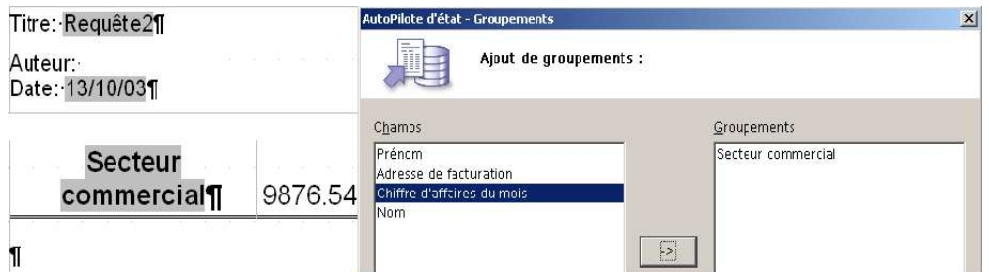 Titre: Requête2¶
Auteur:
Date: 13/10/03¶
Secteur
commercial¶
9876.54
¶
AutoPilote d'état - Groupements
Ajout de groupements :
Champs
Prénom
Adresse de facturation
Chiffre d'affaires du mois
Nom
->
Groupements
Secteur commercial